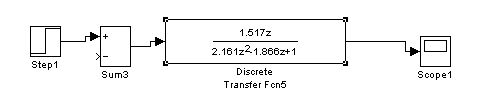 1.517z
2.161z²-1.866z+1
+
−
Step1
Sum3
Discrete
Transfer Fcn5
Scope1